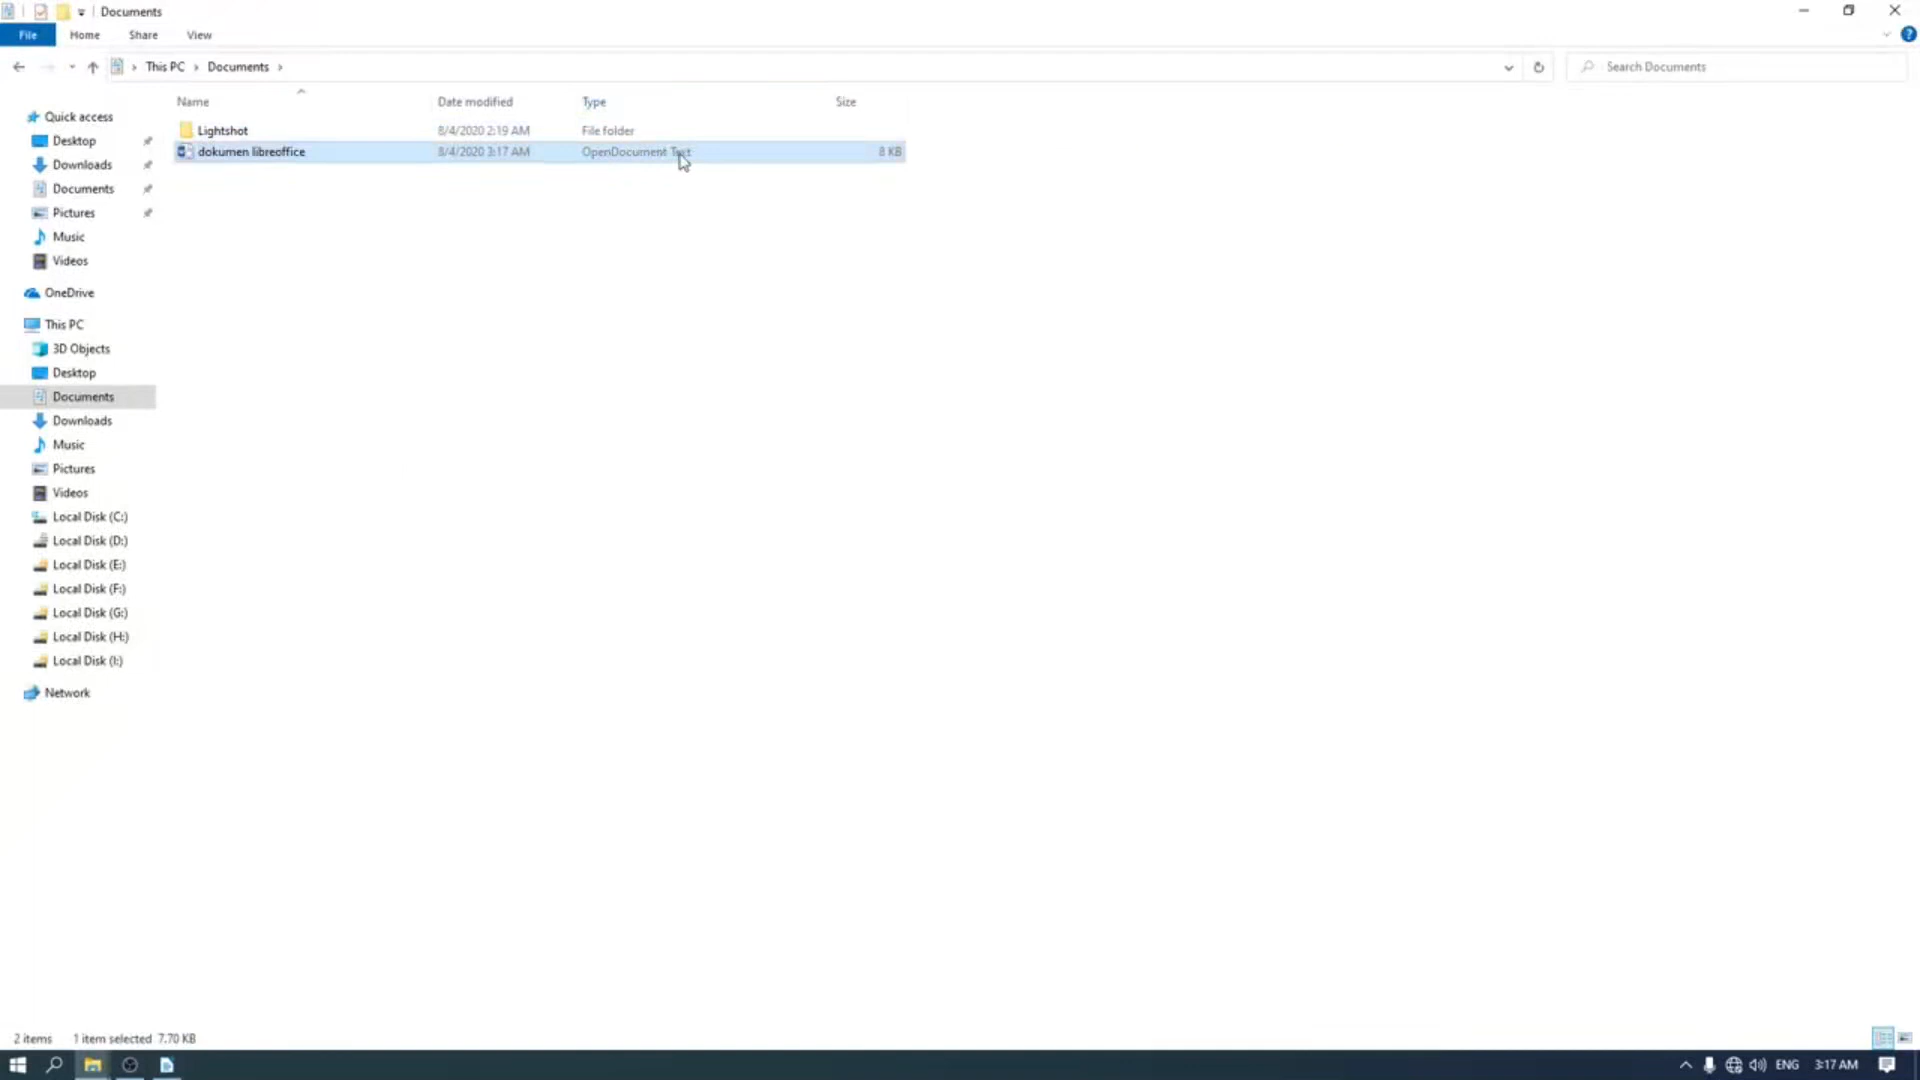 Documents
File Home Share View
This PC Documents Search Documents
Name Date modified Type Size
Lightshot 8/4/2020 2:19 AM File folder
dokumen libreoffice 8/4/2020 3:17 AM OpenDocument Text 8 KB
Quick access
Desktop
Downloads
Documents
Pictures
Music
Videos
OneDrive
This PC
3D Objects
Desktop
Documents
Downloads
Music
Pictures
Videos
Local Disk (C:)
Local Disk (D:)
Local Disk (E:)
Local Disk (F:)
Local Disk (G:)
Local Disk (H:)
Local Disk (I:)
Network
2 items 1 item selected 7.70 KB
ENG 3:17 AM